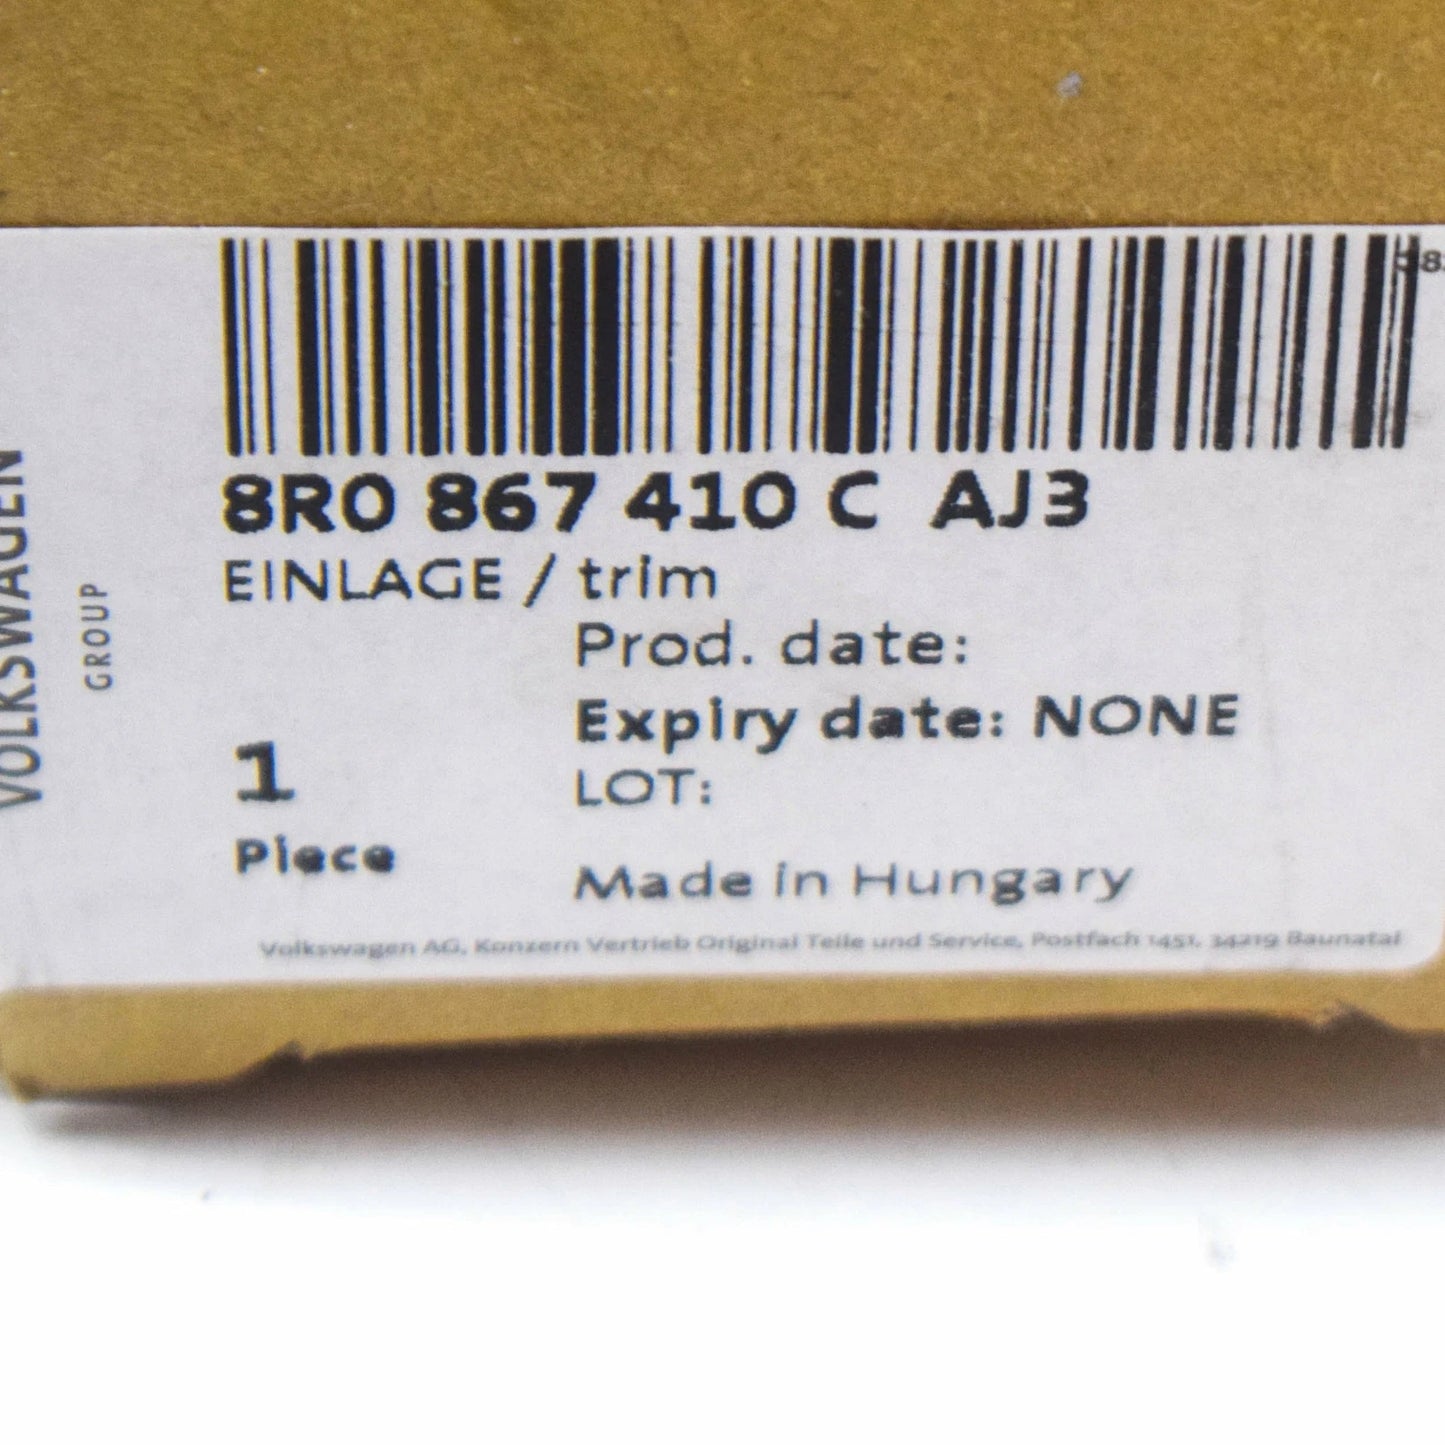 VOLKSWAGEN
GROUP
8R0 867 410 C AJ3
EINLAGE / trim
Prod. date:
Expiry date: NONE
LOT:
1
Piece
Made in Hungary
Volkswagen AG, Konzern Vertrieb Original Teile und Service, Postfach 1451, 34219 Baunatal